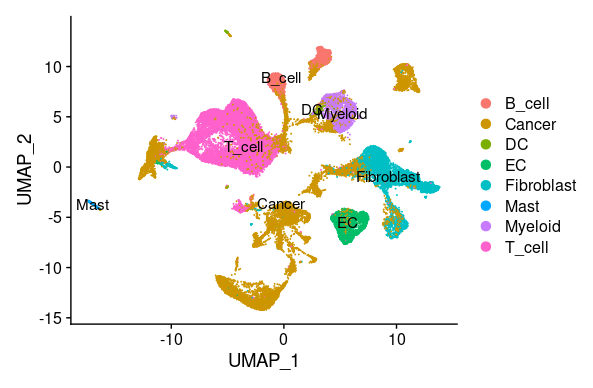 UMAP_2
10
5
0
-5
-10
-15
B_cell
DC
Myeloid
T_cell
Fibroblast
Mast
Cancer
EC
-10
0
10
UMAP_1
B_cell
Cancer
DC
EC
Fibroblast
Mast
Myeloid
T_cell